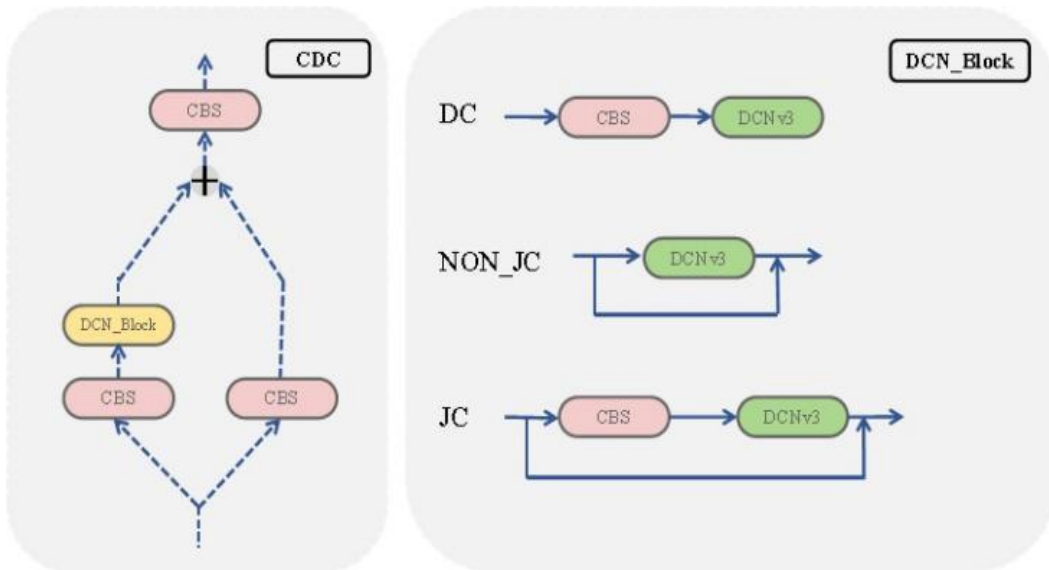 CDC
CBS
+
DCN_Block
CBS
CBS
DCN_Block
DC
CBS
DCNv3
NON_JC
DCNv3
JC
CBS
DCNv3